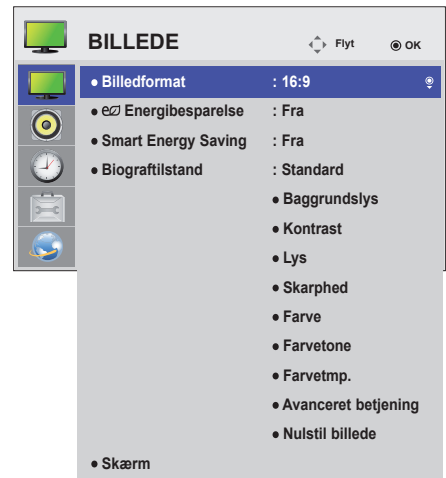 BILLEDE Flyt OK
• Billedformat : 16:9
• Energibesparelse : Fra
• Smart Energy Saving : Fra
• Biograftilstand : Standard
• Baggrundslys
• Kontrast
• Lys
• Skarphed
• Farve
• Farvetone
• Farvetmp.
• Avanceret betjening
• Nulstil billede
• Skærm